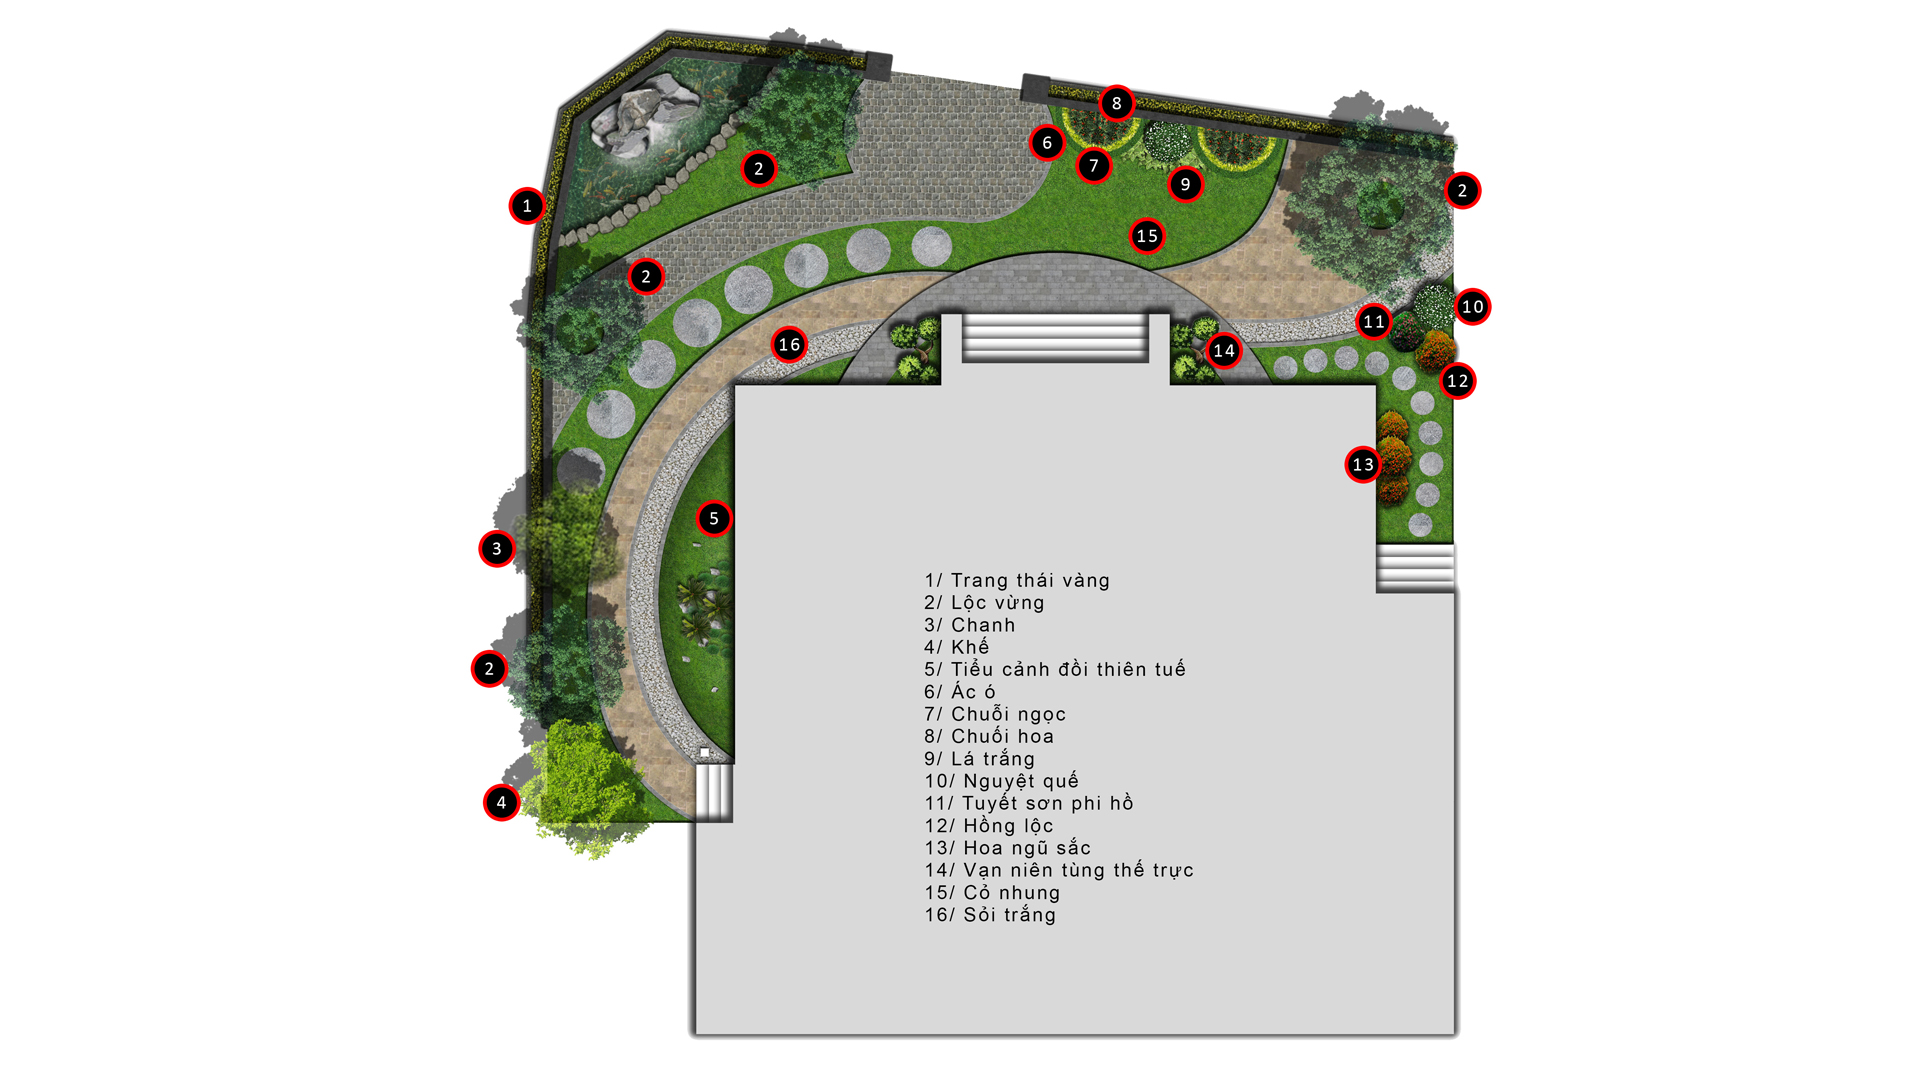 8
6
7
2
9
2
1
15
2
10
11
16
14
12
13
5
3
2
4
1/ Trang thái vàng
2/ Lộc vừng
3/ Chanh
4/ Khế
5/ Tiểu cảnh đồi thiên tuế
6/ Ác ó
7/ Chuỗi ngọc
8/ Chuối hoa
9/ Lá trắng
10/ Nguyệt quế
11/ Tuyết sơn phi hồ
12/ Hồng lộc
13/ Hoa ngũ sắc
14/ Vạn niên tùng thế trực
15/ Cỏ nhung
16/ Sỏi trắng